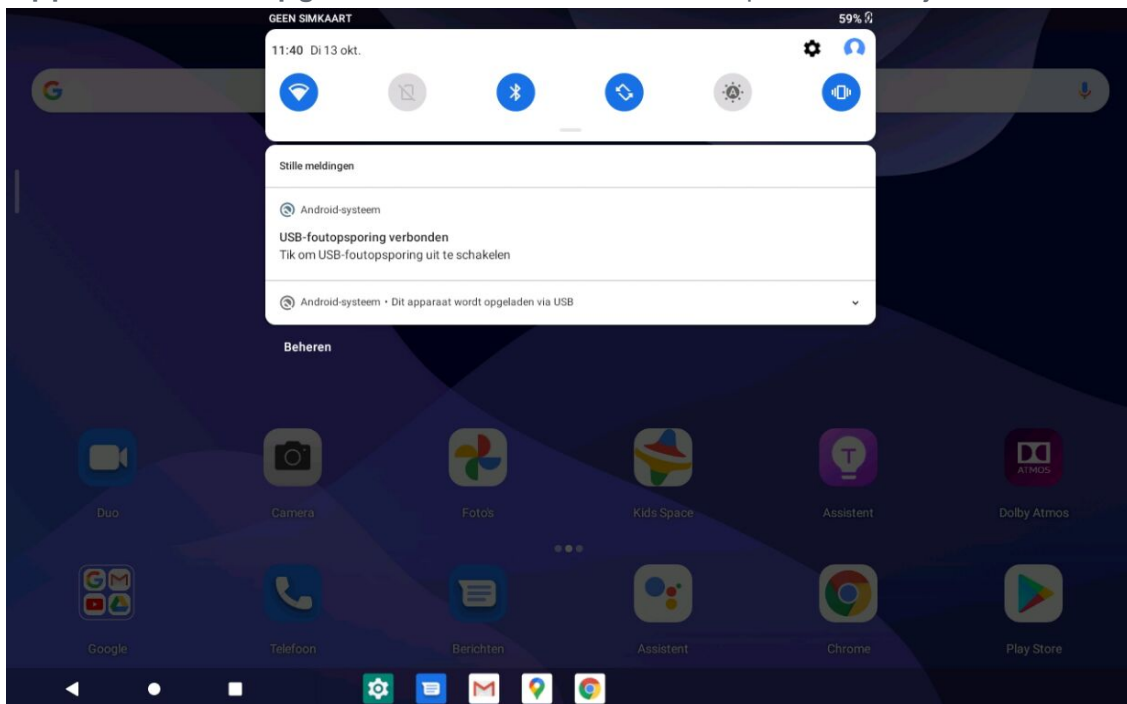 GEEN SIMKAART 59%
11:40 Di 13 okt.
Stille meldingen
Android-systeem
USB-foutopsporing verbonden
Tik om USB-foutopsporing uit te schakelen
Android-systeem • Dit apparaat wordt opgeladen via USB
Beheren
Duo Camera Foto's Kids Space Assistent Dolby Atmos
Google Telefoon Berichten Assistent Chrome Play Store